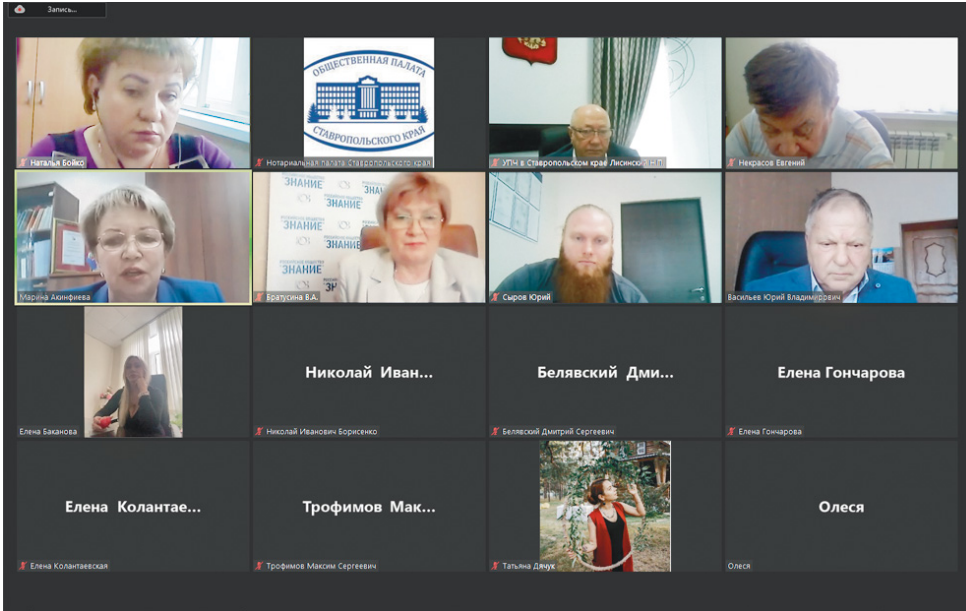 Запись...
Наталья Бойко
ОБЩЕСТВЕННАЯ ПАЛАТА
СТАВРОПОЛЬСКОГО КРАЯ
Нотариальная палата Ставропольского края
УПН в Ставропольском крае Лисинский Н.П.
Некрасов Евгений
Марина Акинфиева
ЗНАНИЕ
ЗНАНИЕ
ЗНАНИЕ
ЗНАНИЕ
Братусина В.А.
Сыров Юрий
Васильев Юрий Владимирович
Елена Баканова
Николай Иван...
Николай Иванович Борисенко
Белявский Дми...
Белявский Дмитрий Сергеевич
Елена Гончарова
Елена Гончарова
Елена Колантае...
Елена Колантаевская
Трофимов Мак...
Трофимов Максим Сергеевич
Татьяна Дячук
Олеся
Олеся